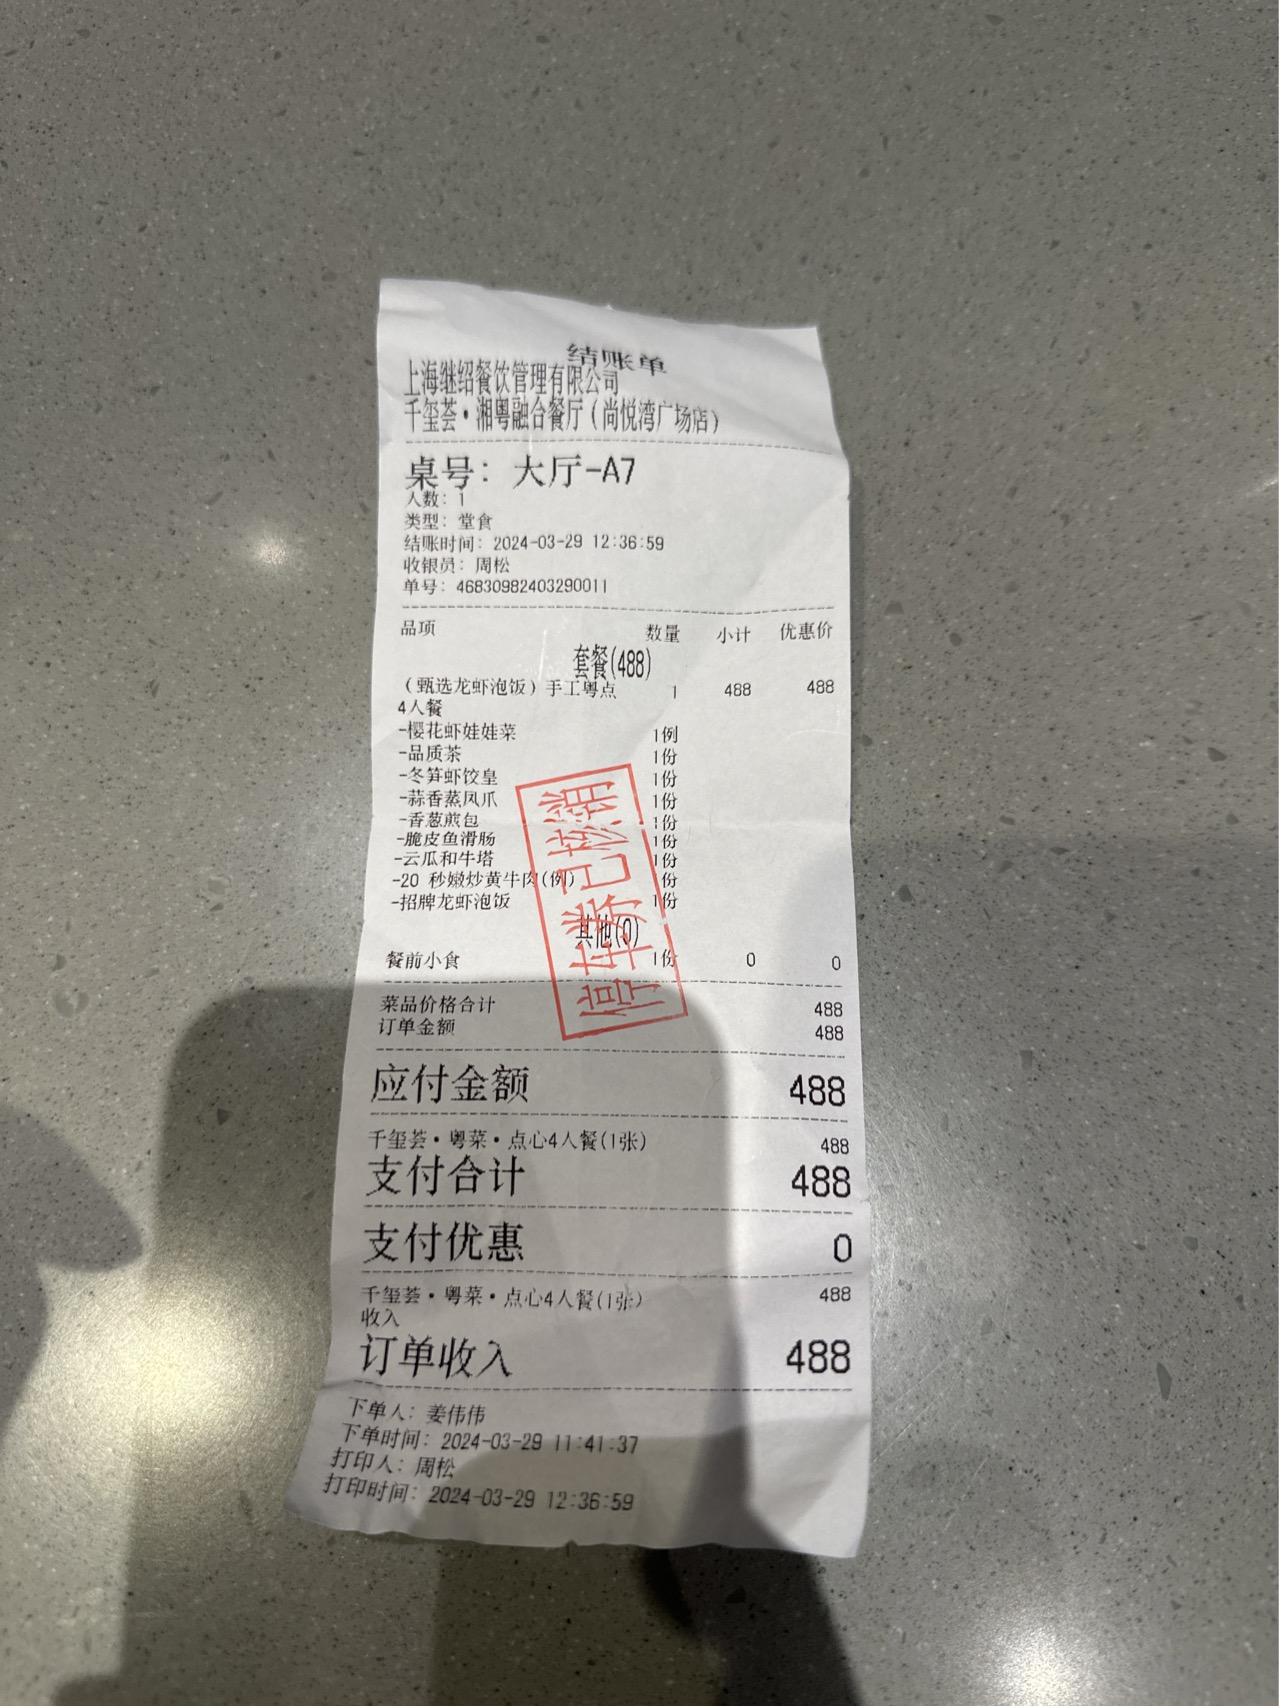 结账单
上海继绍餐饮管理有限公司
千玺荟·湘粤融合餐厅(尚悦湾广场店)
桌号: 大厅-A7
人数: 1
类型: 堂食
结账时间: 2024-03-29 12:36:59
收银员: 周松
单号: 46830982403290011
品项 数量 小计 优惠价
套餐(488)
(甄选龙虾泡饭)手工粤点 1 488 488
4人餐
-樱花虾娃娃菜 1例
-品质茶 1份
-冬笋虾饺皇 1份
-蒜香蒸凤爪 1份
-香葱煎包 1份
-脆皮鱼滑肠 1份
-云瓜和牛塔 1份
-20 秒嫩炒黄牛肉(例) 份
-招牌龙虾泡饭 1份
其他(0)
餐前小食 1份 0 0
停车券已核销
菜品价格合计 488
订单金额 488
应付金额 488
千玺荟·粤菜·点心4人餐(1张) 488
支付合计 488
支付优惠 0
千玺荟·粤菜·点心4人餐(1张) 488
收入
订单收入 488
下单人: 姜伟伟
下单时间: 2024-03-29 11:41:37
打印人: 周松
打印时间: 2024-03-29 12:36:59